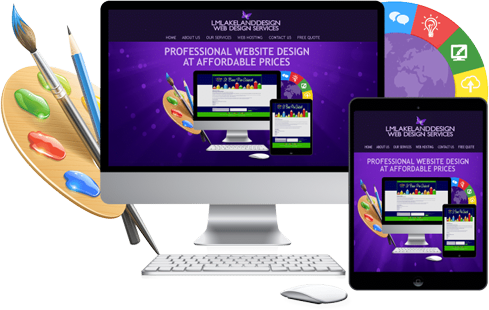 LMLAKELANDDESIGN
WEB DESIGN SERVICES
HOME ABOUT US OUR SERVICES WEB HOSTING CONTACT US FREE QUOTE
PROFESSIONAL WEBSITE DESIGN
AT AFFORDABLE PRICES
LMLAKELANDDESIGN
WEB DESIGN SERVICES
HOME ABOUT US OUR SERVICES WEB HOSTING CONTACT US FREE QUOTE
PROFESSIONAL WEBSITE DESIGN
AT AFFORDABLE PRICES